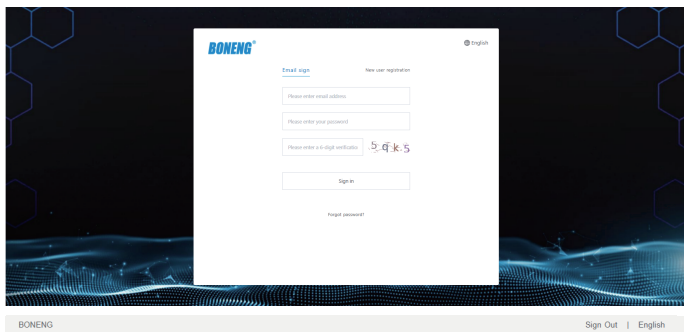 BONENG®
English
Email sign New user registration
Please enter email address
Please enter your password
Please enter a 6-digit verificatio
5qk5
Sign in
Forgot password?
BONENG Sign Out | English